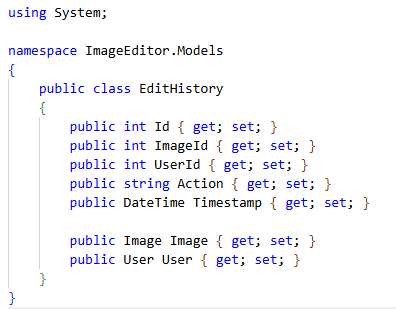 using System;
namespace ImageEditor.Models
{
public class EditHistory
{
public int Id { get; set; }
public int ImageId { get; set; }
public int UserId { get; set; }
public string Action { get; set; }
public DateTime Timestamp { get; set; }
public Image Image { get; set; }
public User User { get; set; }
}
}